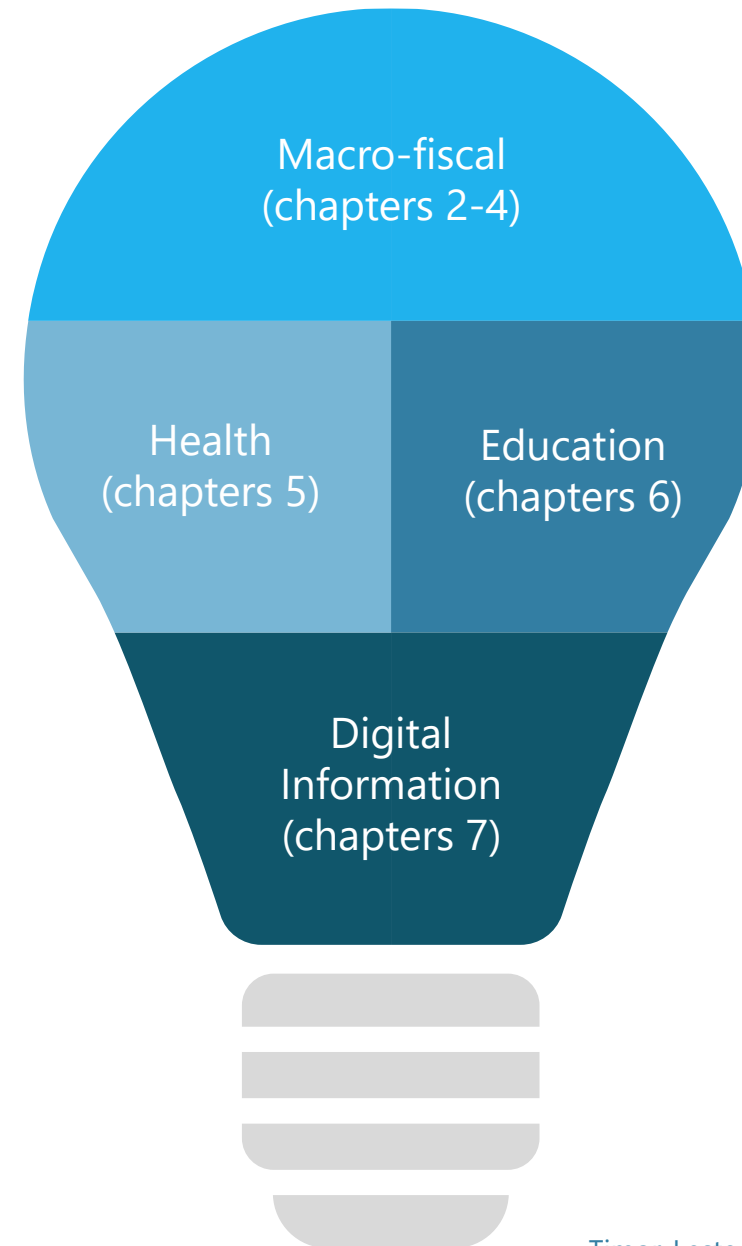 Macro-fiscal
(chapters 2-4)
Health
(chapters 5)
Education
(chapters 6)
Digital
Information
(chapters 7)